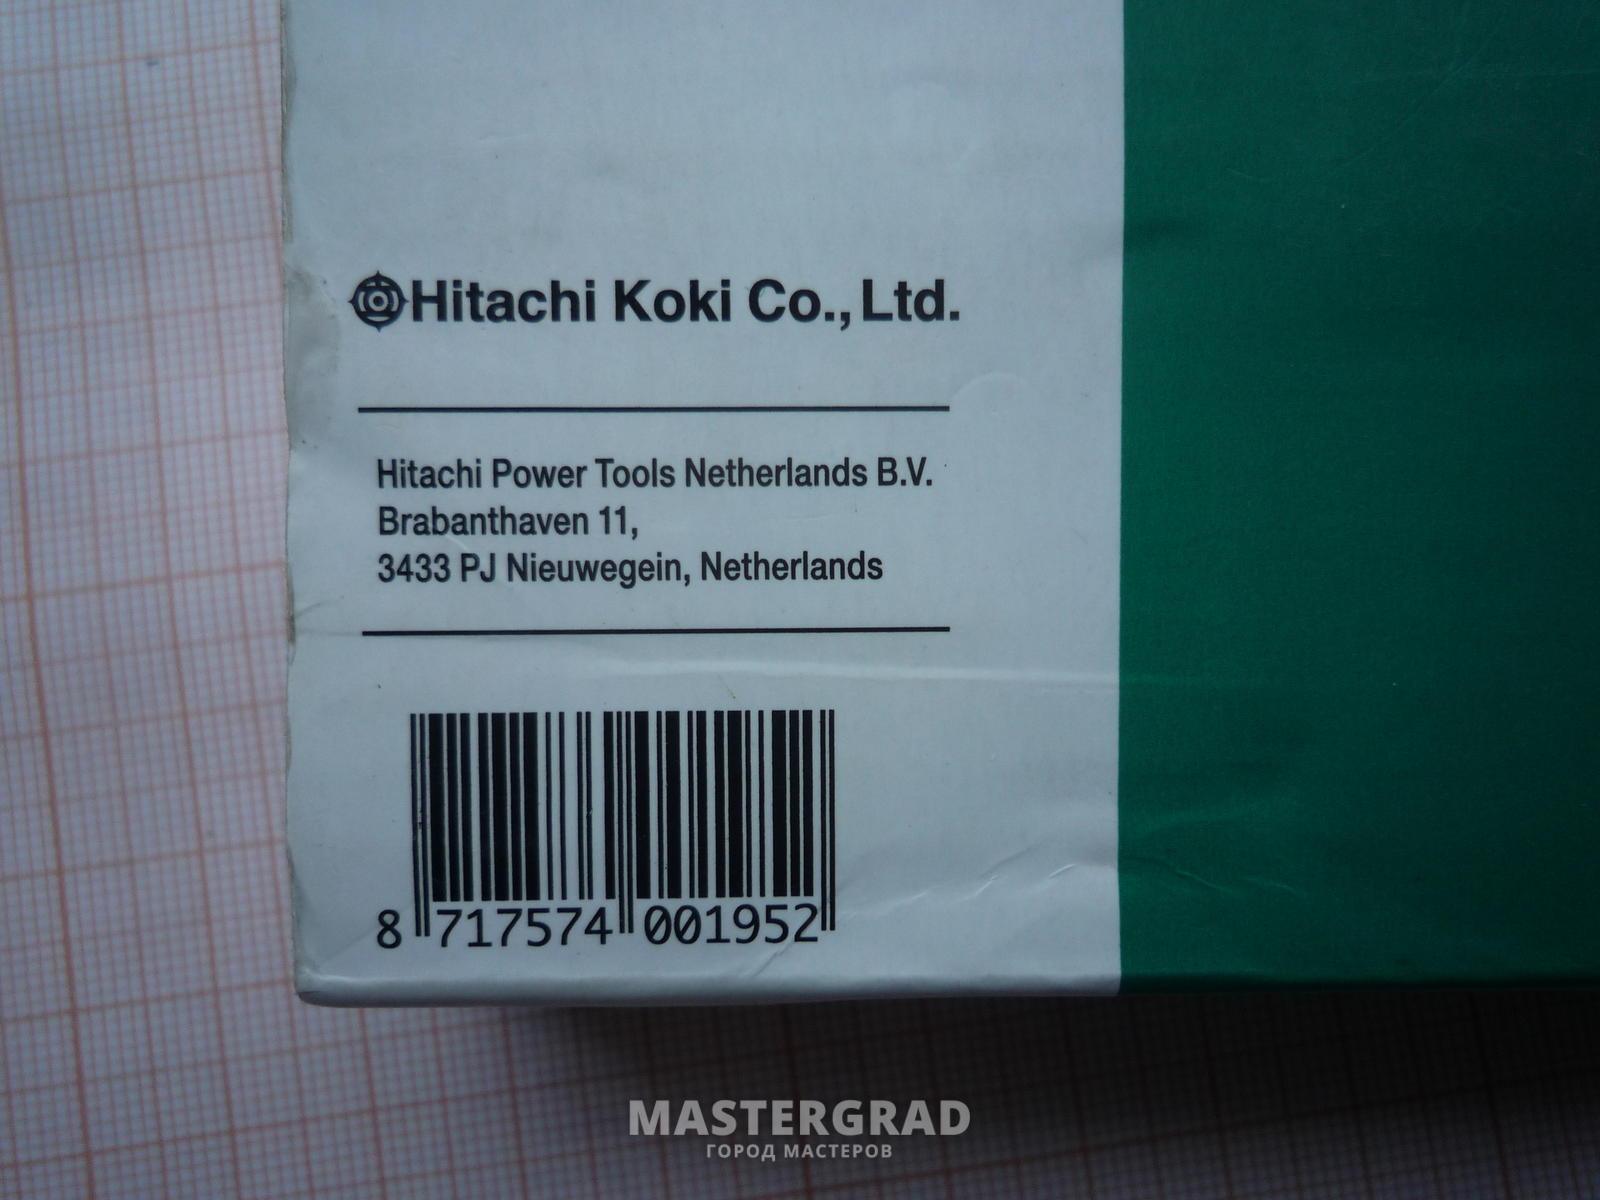 Hitachi Koki Co., Ltd.
Hitachi Power Tools Netherlands B.V.
Brabanthaven 11,
3433 PJ Nieuwegein, Netherlands
8 717574 001952
MASTERGRAD
ГОРОД МАСТЕРОВ